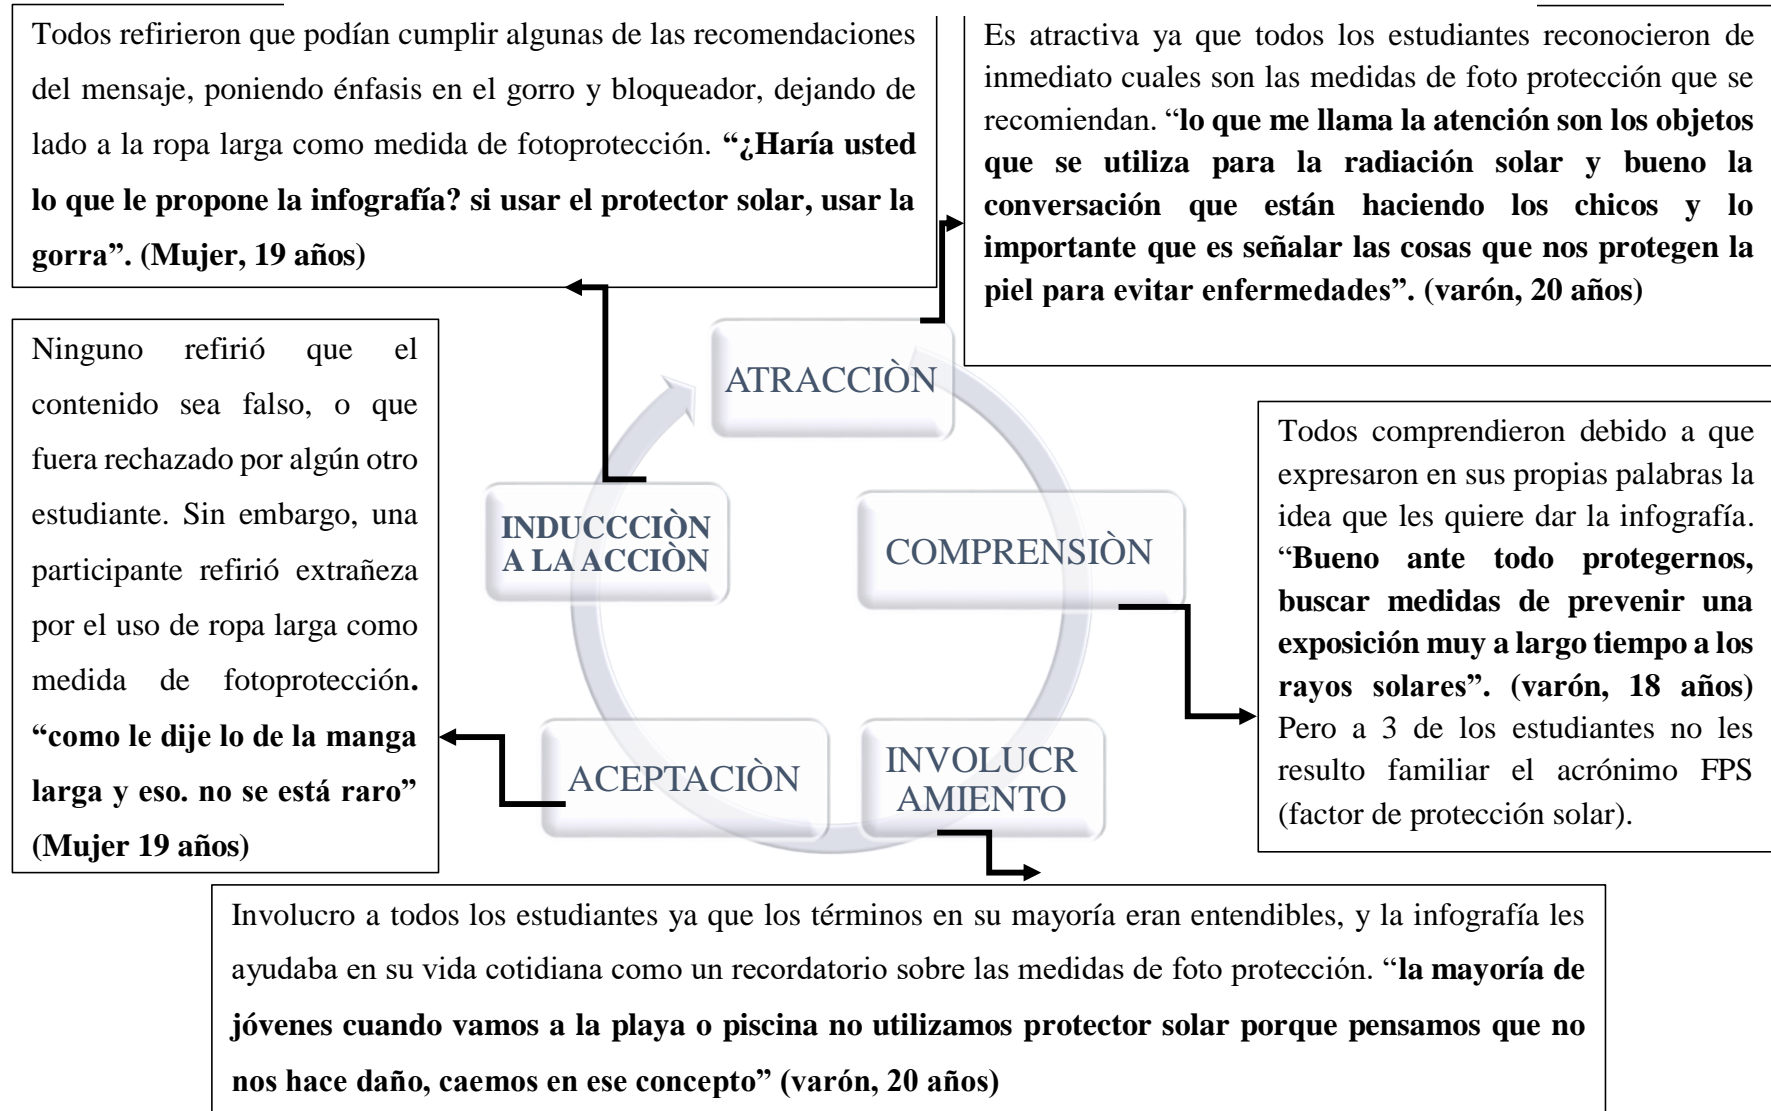 Todos refirieron que podían cumplir algunas de las recomendaciones
del mensaje, poniendo énfasis en el gorro y bloqueador, dejando de
lado a la ropa larga como medida de fotoprotección. “¿Haría usted
lo que le propone la infografía? si usar el protector solar, usar la
gorra”. (Mujer, 19 años)
Es atractiva ya que todos los estudiantes reconocieron de
inmediato cuales son las medidas de foto protección que se
recomiendan. “lo que me llama la atención son los objetos
que se utiliza para la radiación solar y bueno la
conversación que están haciendo los chicos y lo
importante que es señalar las cosas que nos protegen la
piel para evitar enfermedades”. (varón, 20 años)
Ninguno refirió que el
contenido sea falso, o que
fuera rechazado por algún otro
estudiante. Sin embargo, una
participante refirió extrañeza
por el uso de ropa larga como
medida de fotoprotección.
“como le dije lo de la manga
larga y eso. no se está raro”
(Mujer 19 años)
ATRACCIÒN
INDUCCCIÒN
A LA ACCIÒN
COMPRENSIÒN
ACEPTACIÒN
INVOLUCR
AMIENTO
Todos comprendieron debido a que
expresaron en sus propias palabras la
idea que les quiere dar la infografía.
“Bueno ante todo protegernos,
buscar medidas de prevenir una
exposición muy a largo tiempo a los
rayos solares”. (varón, 18 años)
Pero a 3 de los estudiantes no les
resulto familiar el acrónimo FPS
(factor de protección solar).
Involucro a todos los estudiantes ya que los términos en su mayoría eran entendibles, y la infografía les
ayudaba en su vida cotidiana como un recordatorio sobre las medidas de foto protección. “la mayoría de
jóvenes cuando vamos a la playa o piscina no utilizamos protector solar porque pensamos que no
nos hace daño, caemos en ese concepto” (varón, 20 años)